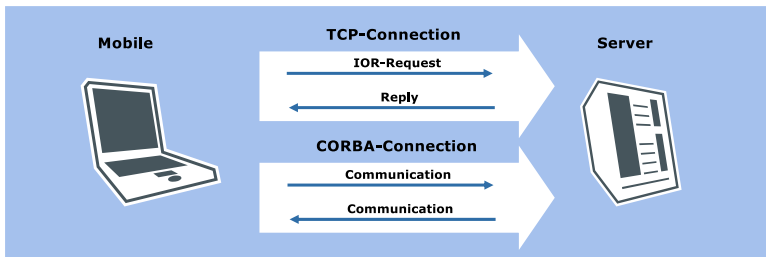 Mobile
TCP-Connection
Server
IOR-Request
Reply
CORBA-Connection
Communication
Communication